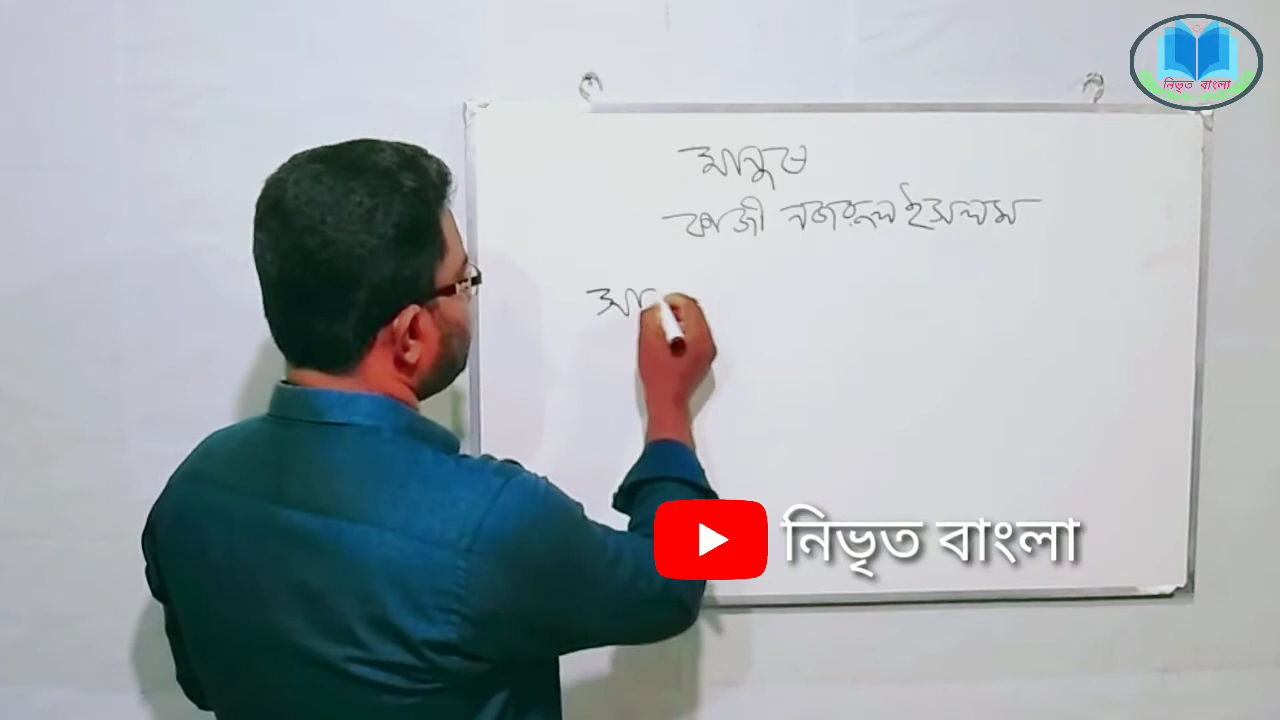 নিভৃত বাংলা
মানুষ
কাজী নজরুল ইসলাম
সা
নিভৃত বাংলা